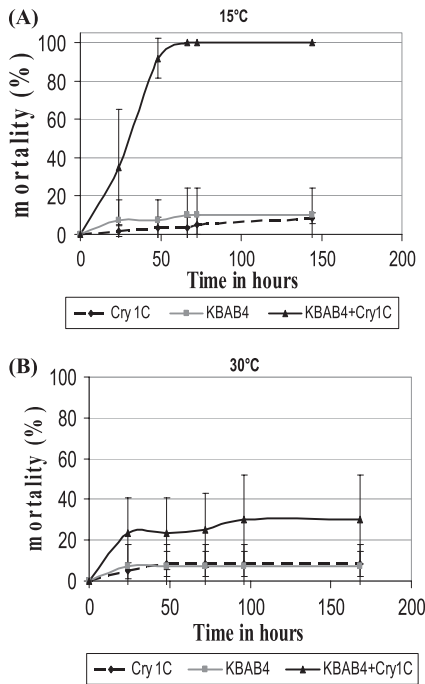 (A)
15°C
mortality (%)
100
80
60
40
20
0
0 50 100 150 200
Time in hours
Cry 1C KBAB4 KBAB4+Cry1C
(B)
30°C
mortality (%)
100
80
60
40
20
0
0 50 100 150 200
Time in hours
Cry 1C KBAB4 KBAB4+Cry1C